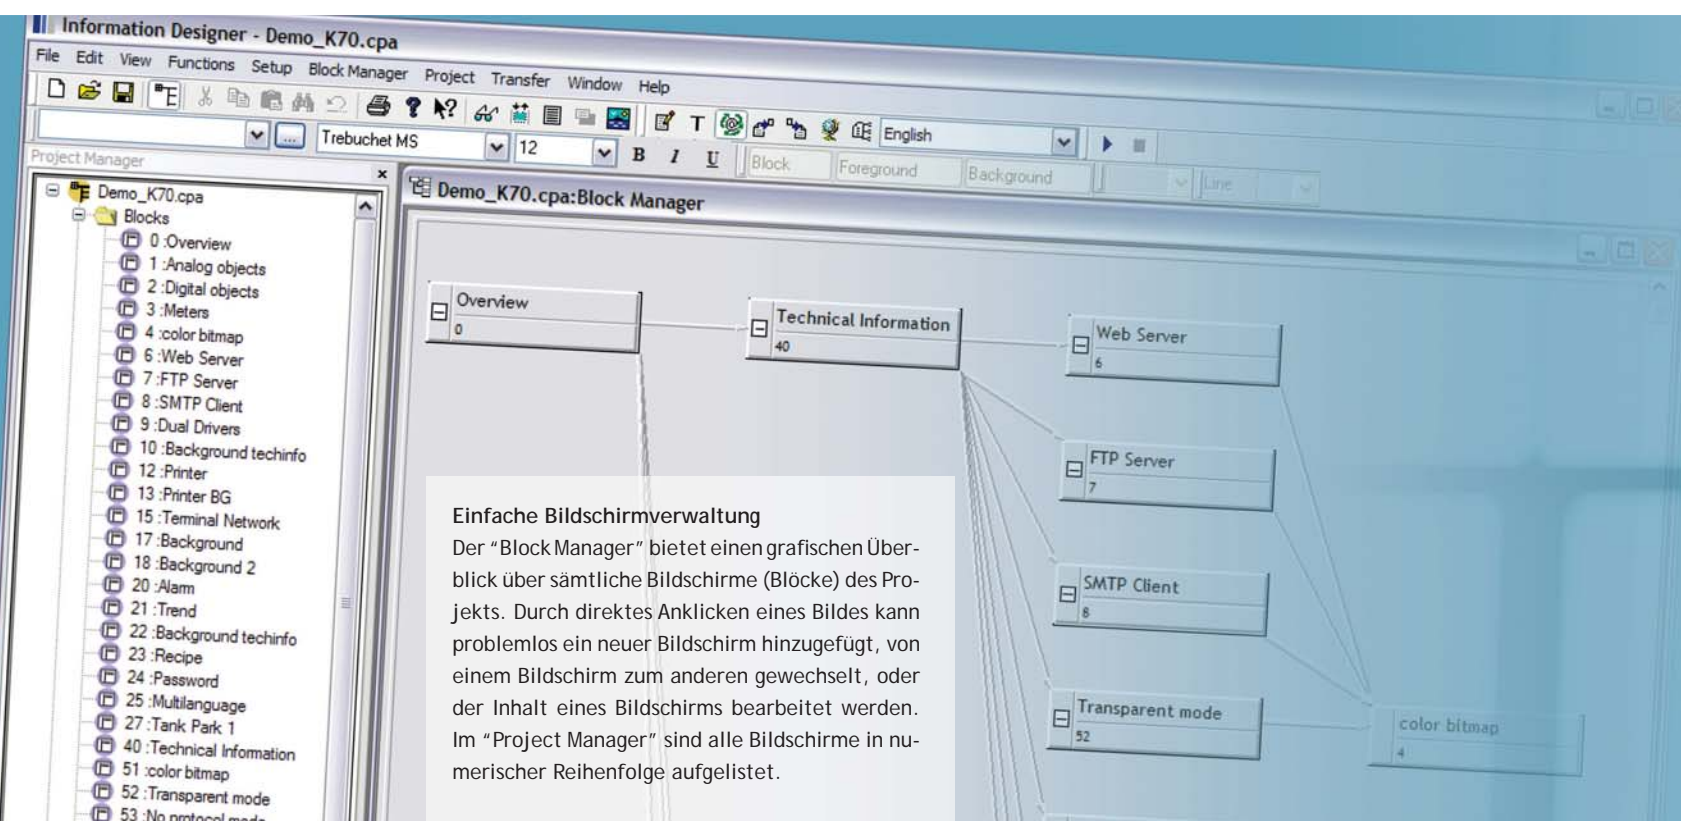 Information Designer - Demo_K70.cpa
File Edit View Functions Setup Block Manager Project Transfer Window Help
T English
... Trebuchet MS 12 B I U Block Foreground Background Line
Project Manager
Demo_K70.cpa
Blocks
0 :Overview
1 :Analog objects
2 :Digital objects
3 :Meters
4 :color bitmap
6 :Web Server
7 :FTP Server
8 :SMTP Client
9 :Dual Drivers
10 :Background techinfo
12 :Printer
13 :Printer BG
15 :Terminal Network
17 :Background
18 :Background 2
20 :Alarm
21 :Trend
22 :Background techinfo
23 :Recipe
24 :Password
25 :Multilanguage
27 :Tank Park 1
40 :Technical Information
51 :color bitmap
52 :Transparent mode
53 :No protocol mode
Demo_K70.cpa:Block Manager
Overview
0
Technical Information
40
Web Server
6
FTP Server
7
SMTP Client
8
Transparent mode
52
color bitmap
4
Einfache Bildschirmverwaltung
Der “Block Manager” bietet einen grafischen Über-
blick über sämtliche Bildschirme (Blöcke) des Pro-
jekts. Durch direktes Anklicken eines Bildes kann
problemlos ein neuer Bildschirm hinzugefügt, von
einem Bildschirm zum anderen gewechselt, oder
der Inhalt eines Bildschirms bearbeitet werden.
Im “Project Manager” sind alle Bildschirme in nu-
merischer Reihenfolge aufgelistet.